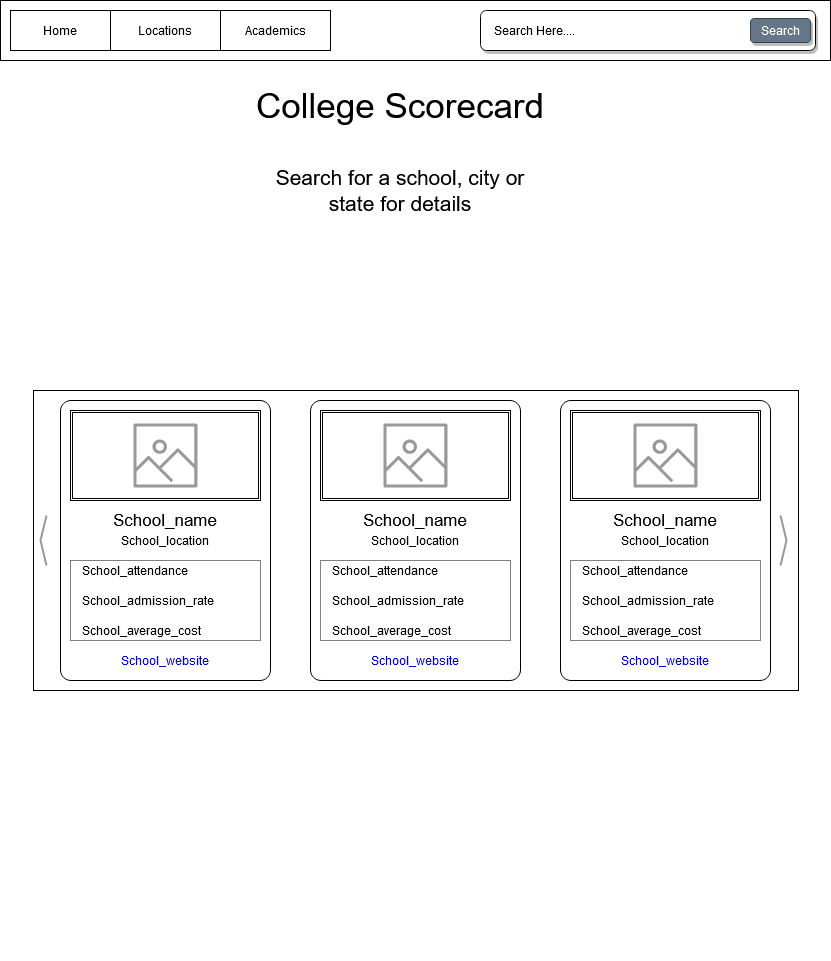 Home Locations Academics Search Here.... Search
College Scorecard
Search for a school, city or
state for details
School_name School_name School_name
School_location School_location School_location
School_attendance School_attendance School_attendance
School_admission_rate School_admission_rate School_admission_rate
School_average_cost School_average_cost School_average_cost
School_website School_website School_website